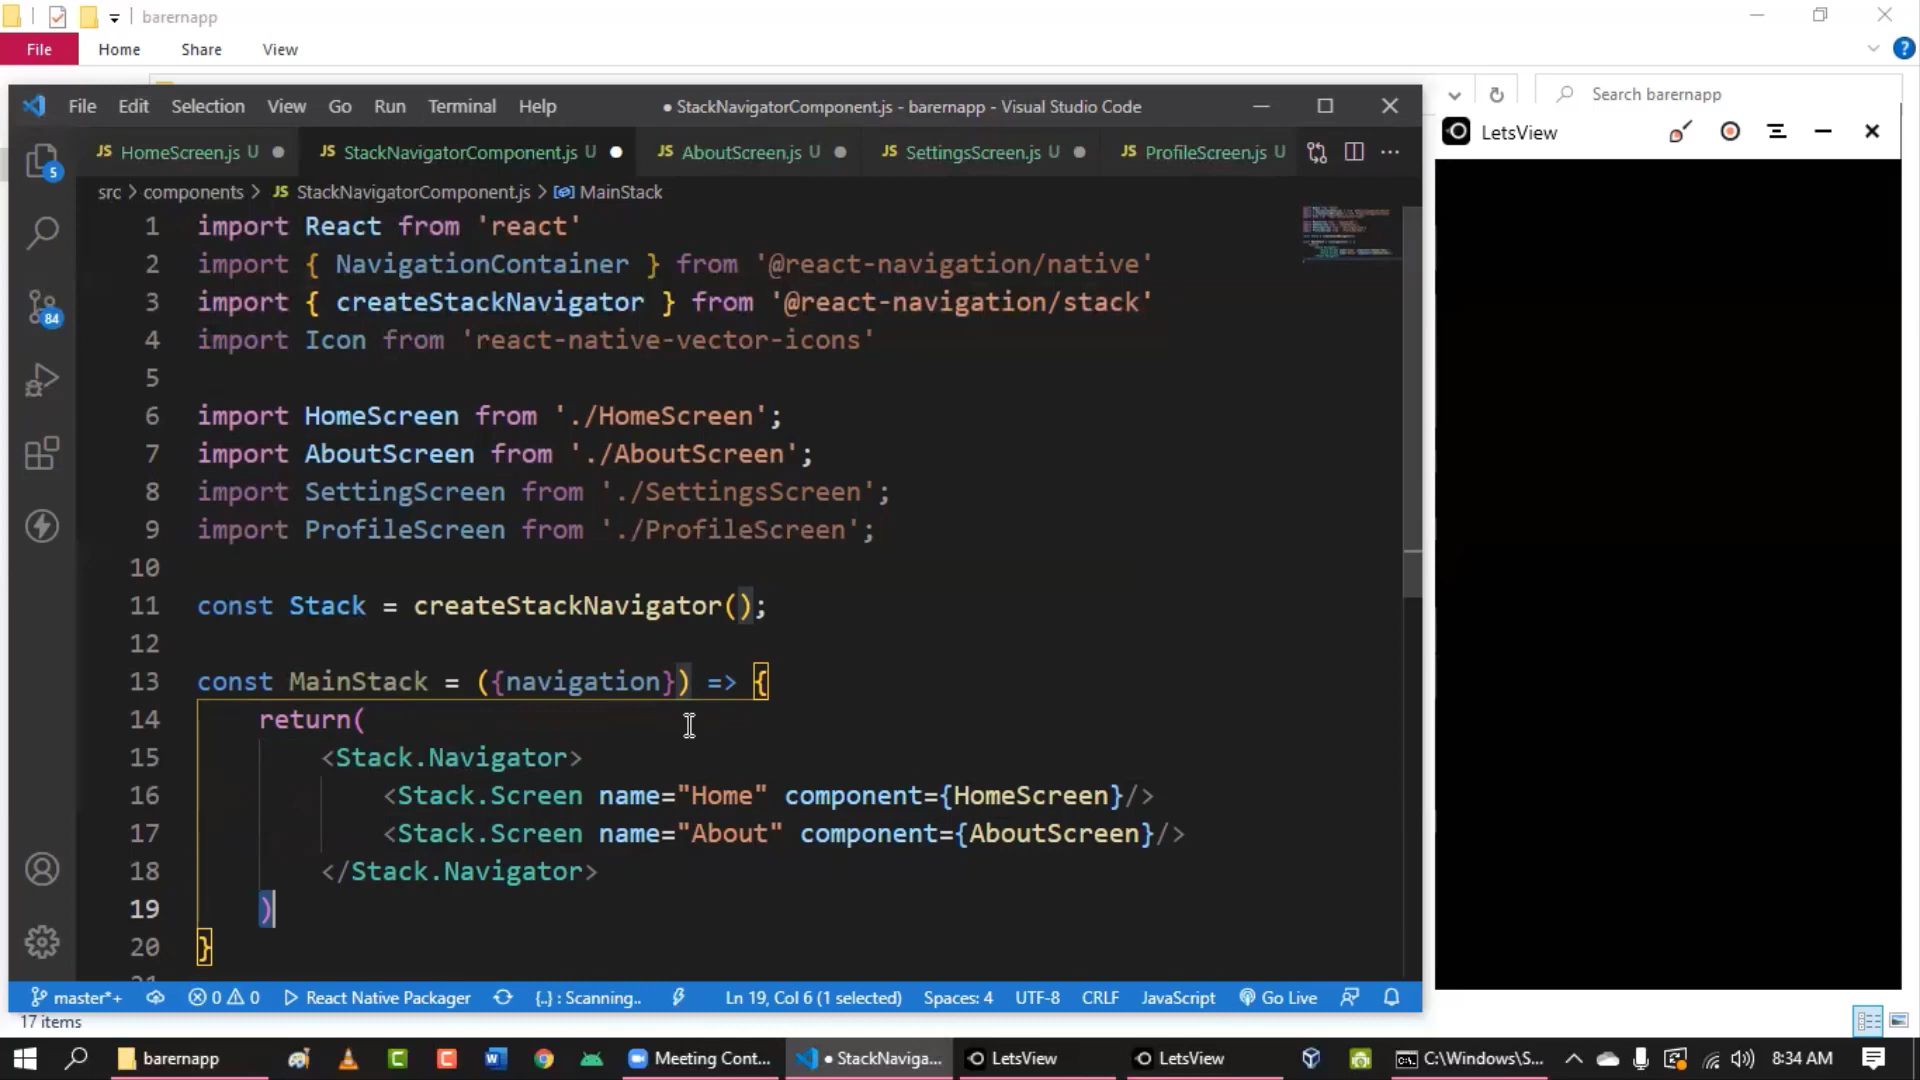 barernapp
File Home Share View
Search barernapp
File Edit Selection View Go Run Terminal Help
● StackNavigatorComponent.js - barernapp - Visual Studio Code
LetsView
JS HomeScreen.js U JS StackNavigatorComponent.js U JS AboutScreen.js U JS SettingsScreen.js U JS ProfileScreen.js U
src > components > JS StackNavigatorComponent.js > MainStack
1 import React from 'react'
2 import { NavigationContainer } from '@react-navigation/native'
3 import { createStackNavigator } from '@react-navigation/stack'
4 import Icon from 'react-native-vector-icons'
5
6 import HomeScreen from './HomeScreen';
7 import AboutScreen from './AboutScreen';
8 import SettingScreen from './SettingsScreen';
9 import ProfileScreen from './ProfileScreen';
10
11 const Stack = createStackNavigator();
12
13 const MainStack = ({navigation}) => {
14 return(
15 <Stack.Navigator>
16 <Stack.Screen name="Home" component={HomeScreen}/>
17 <Stack.Screen name="About" component={AboutScreen}/>
18 </Stack.Navigator>
19 )
20 }
5
84
master*+ 0 0 React Native Packager {..} : Scanning.. Ln 19, Col 6 (1 selected) Spaces: 4 UTF-8 CRLF JavaScript Go Live
17 items
barernapp Meeting Cont... ● StackNaviga... LetsView LetsView C:\Windows\S... 8:34 AM